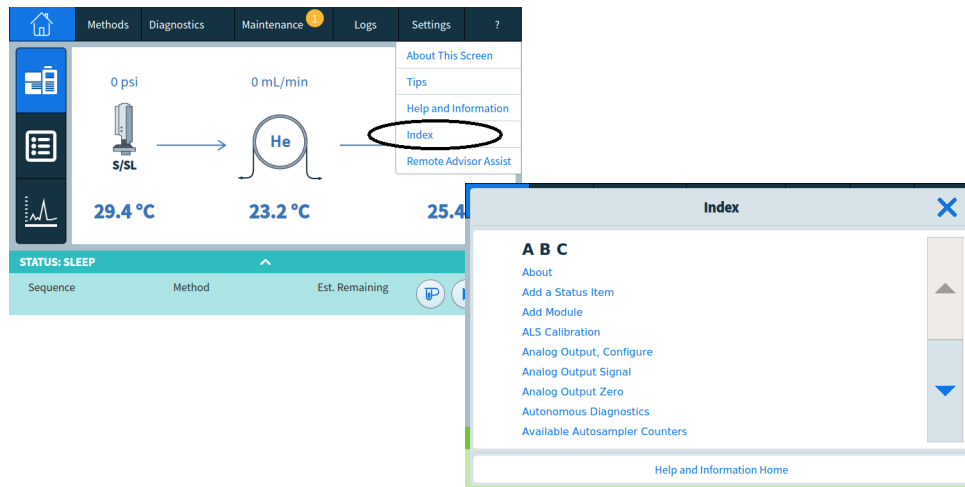 Methods Diagnostics Maintenance 1 Logs Settings ?
About This Screen
Tips
Help and Information
Index
Remote Advisor Assist
0 psi 0 mL/min
He
S/SL
29.4 °C 23.2 °C 25.4
STATUS: SLEEP
Sequence Method Est. Remaining
Index
A B C
About
Add a Status Item
Add Module
ALS Calibration
Analog Output, Configure
Analog Output Signal
Analog Output Zero
Autonomous Diagnostics
Available Autosampler Counters
Help and Information Home